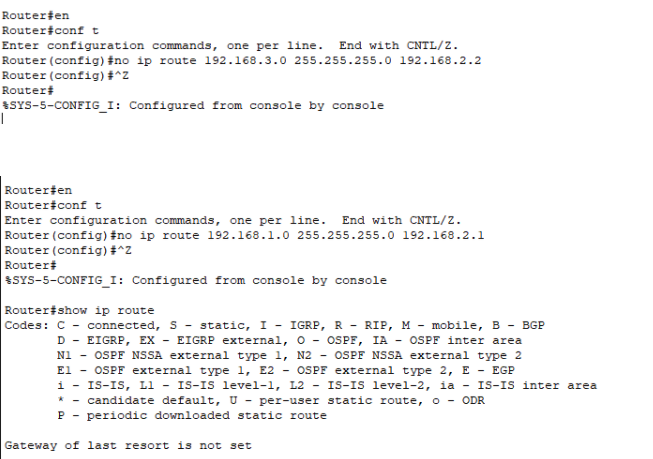 Router#en
Router#conf t
Enter configuration commands, one per line.  End with CNTL/Z.
Router(config)#no ip route 192.168.3.0 255.255.255.0 192.168.2.2
Router(config)#^Z
Router#
%SYS-5-CONFIG_I: Configured from console by console
Router#en
Router#conf t
Enter configuration commands, one per line.  End with CNTL/Z.
Router(config)#no ip route 192.168.1.0 255.255.255.0 192.168.2.1
Router(config)#^Z
Router#
%SYS-5-CONFIG_I: Configured from console by console
Router#show ip route
Codes: C - connected, S - static, I - IGRP, R - RIP, M - mobile, B - BGP
       D - EIGRP, EX - EIGRP external, O - OSPF, IA - OSPF inter area
       N1 - OSPF NSSA external type 1, N2 - OSPF NSSA external type 2
       E1 - OSPF external type 1, E2 - OSPF external type 2, E - EGP
       i - IS-IS, L1 - IS-IS level-1, L2 - IS-IS level-2, ia - IS-IS inter area
       * - candidate default, U - per-user static route, o - ODR
       P - periodic downloaded static route
Gateway of last resort is not set